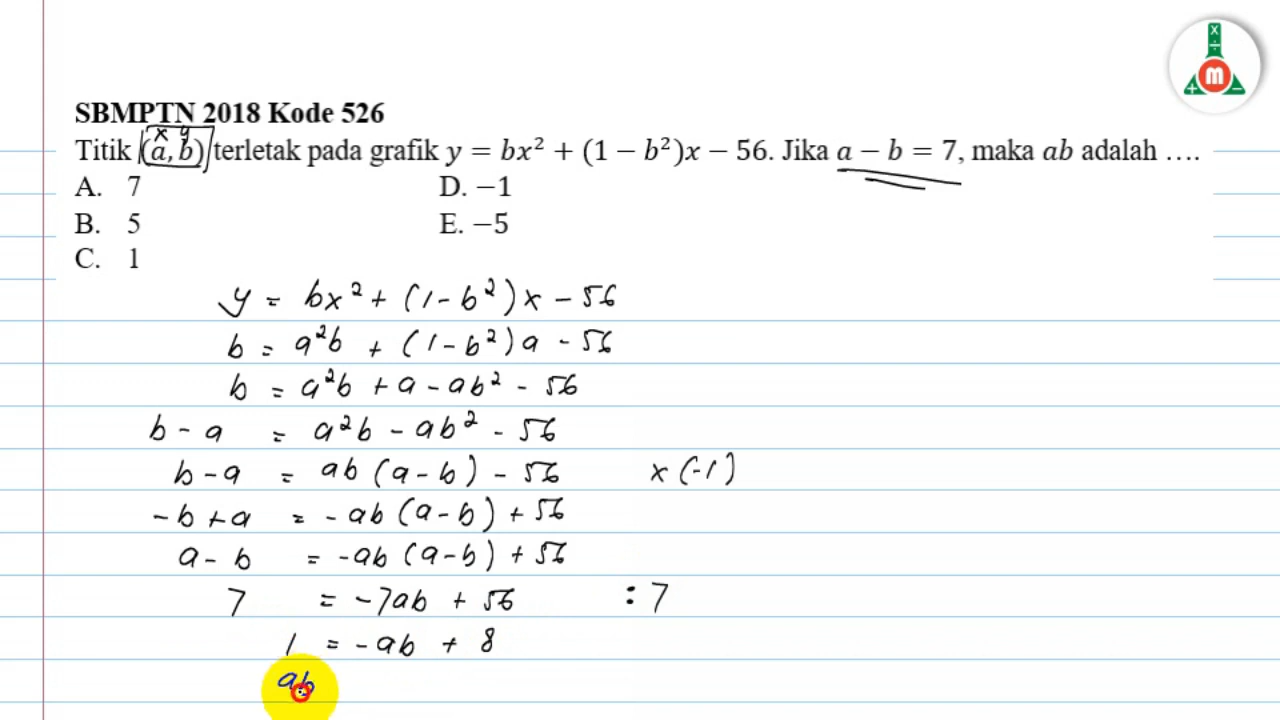 SBMPTN 2018 Kode 526
x y
Titik (a, b) terletak pada grafik y = bx² + (1 − b²)x − 56. Jika a − b = 7, maka ab adalah ….
A. 7 D. −1
B. 5 E. −5
C. 1
y = bx² + (1 - b²)x - 56
b = a²b + (1 - b²)a - 56
b = a²b + a - ab² - 56
b - a = a²b - ab² - 56
b - a = ab (a - b) - 56 x (-1)
-b + a = -ab (a - b) + 56
a - b = -ab (a - b) + 56
7 = -7ab + 56 : 7
1 = -ab + 8
ab
x
÷
m
+ −